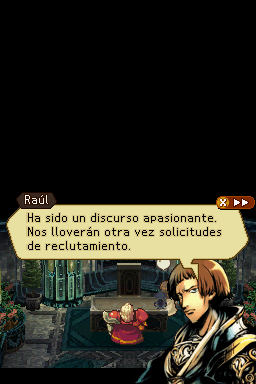 Raúl
X ▶▶
Ha sido un discurso apasionante.
Nos lloverán otra vez solicitudes
de reclutamiento.